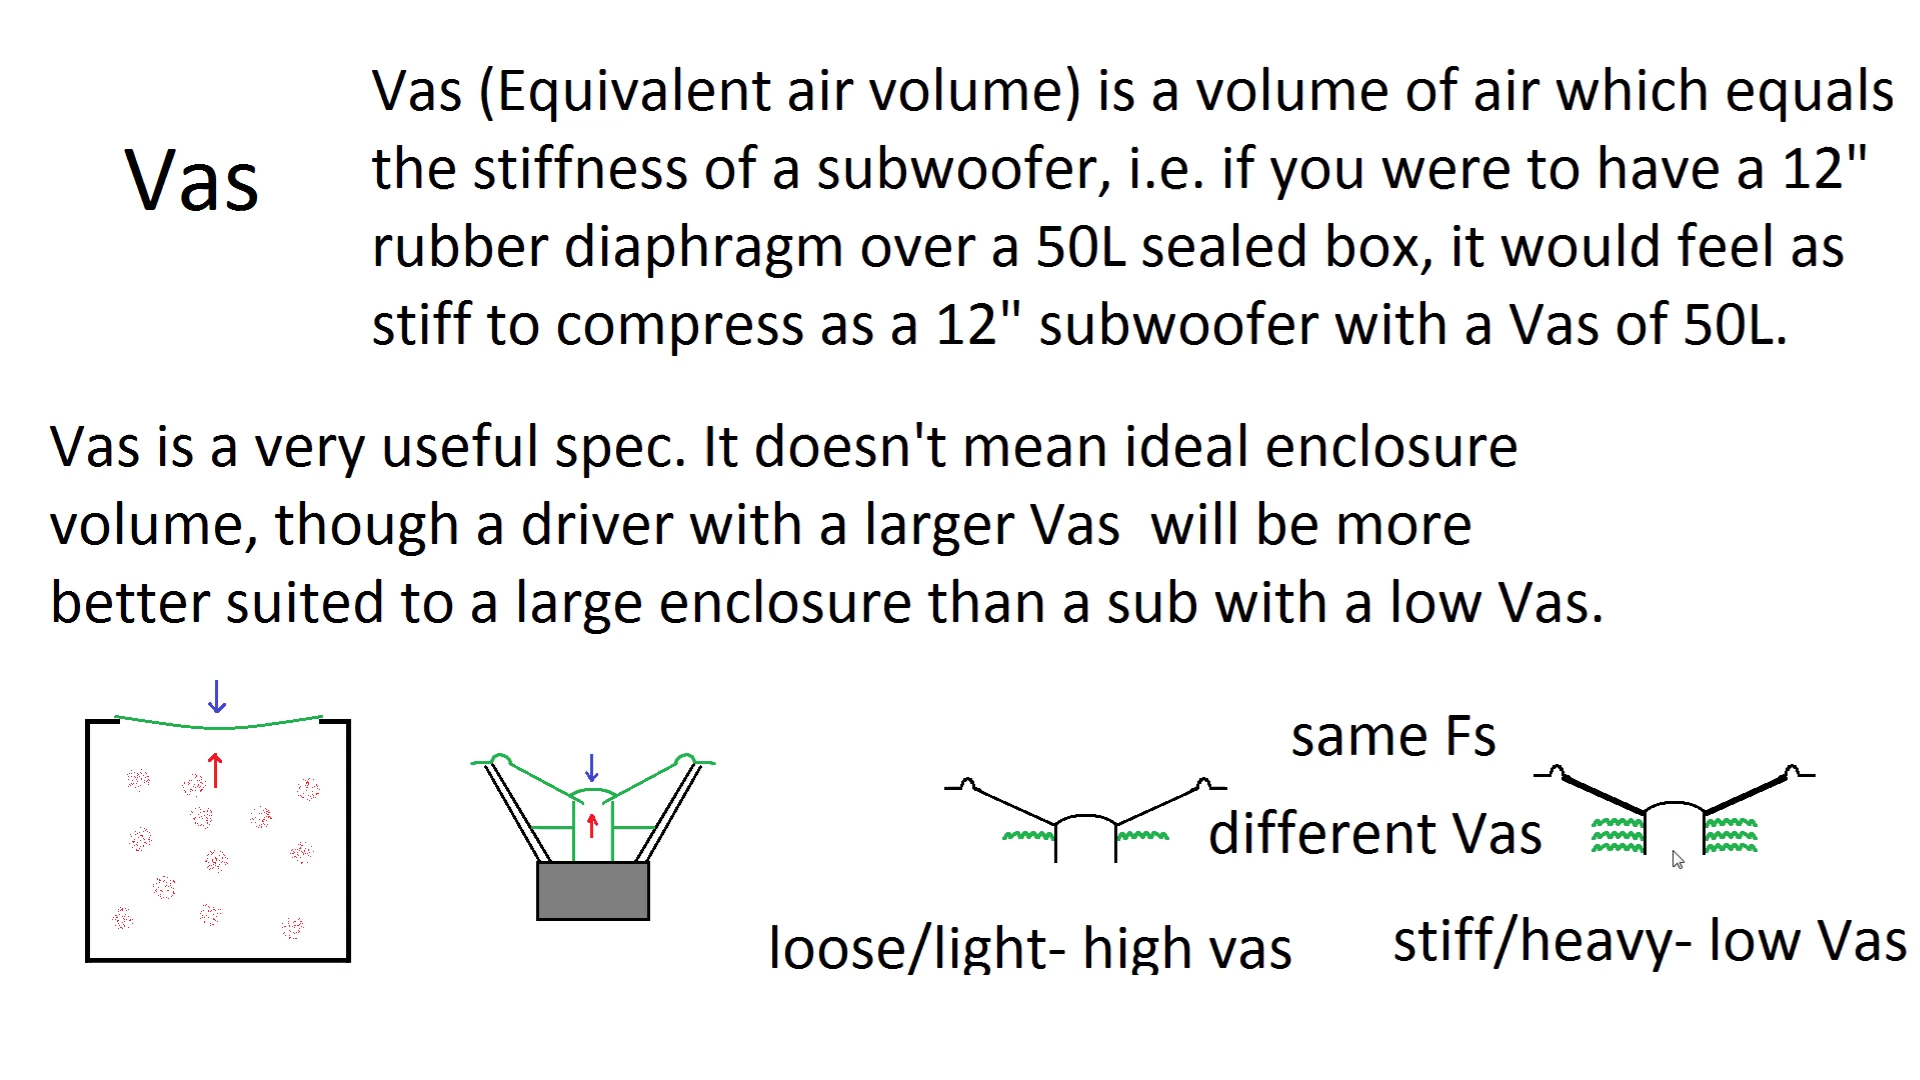 Vas
Vas (Equivalent air volume) is a volume of air which equals
the stiffness of a subwoofer, i.e. if you were to have a 12"
rubber diaphragm over a 50L sealed box, it would feel as
stiff to compress as a 12" subwoofer with a Vas of 50L.
Vas is a very useful spec. It doesn't mean ideal enclosure
volume, though a driver with a larger Vas  will be more
better suited to a large enclosure than a sub with a low Vas.
same Fs
different Vas
loose/light- high vas
stiff/heavy- low Vas